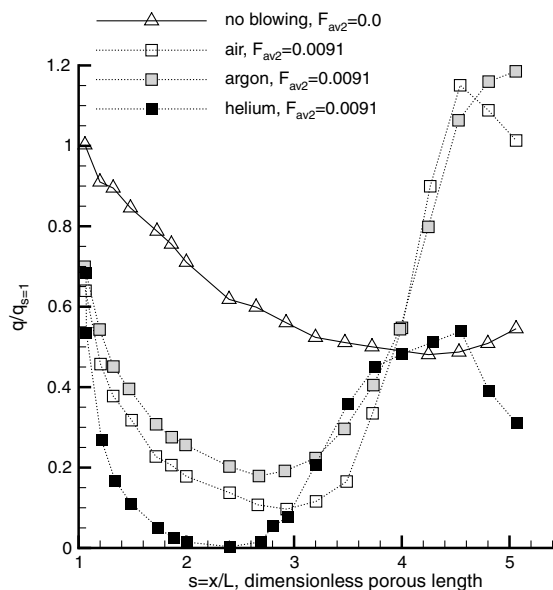 no blowing, Fav2=0.0
air, Fav2=0.0091
argon, Fav2=0.0091
helium, Fav2=0.0091
1.2
1
0.8
0.6
0.4
0.2
0
q/qs=1
1 2 3 4 5
s=x/L, dimensionless porous length